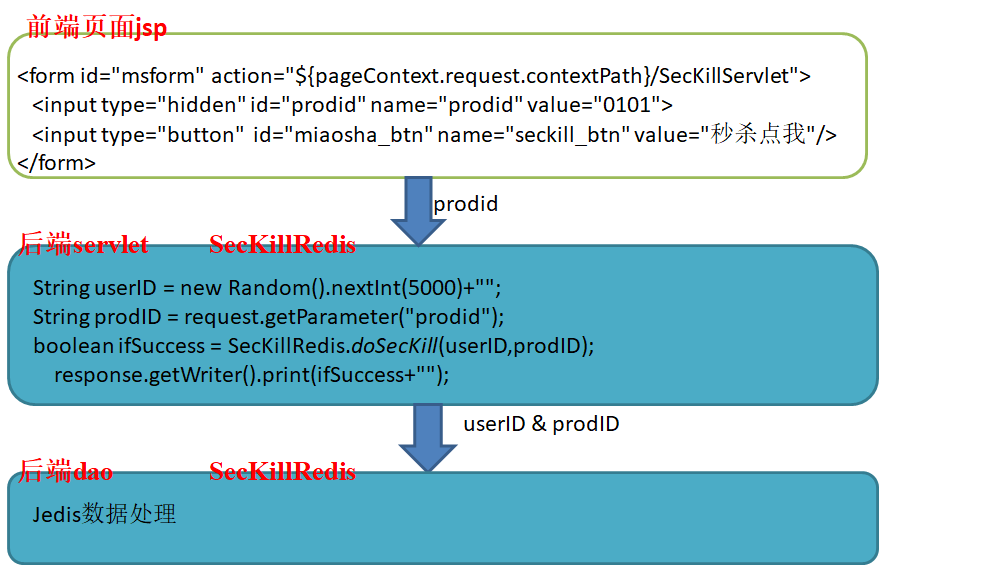 前端页面jsp
<form id="msform" action="${pageContext.request.contextPath}/SecKillServlet">
<input type="hidden" id="prodid" name="prodid" value="0101">
<input type="button" id="miaosha_btn" name="seckill_btn" value="秒杀点我"/>
</form>
prodid
后端servlet SecKillRedis
String userID = new Random().nextInt(5000)+"";
String prodID = request.getParameter("prodid");
boolean ifSuccess = SecKillRedis.doSecKill(userID,prodID);
response.getWriter().print(ifSuccess+"");
userID & prodID
后端dao SecKillRedis
Jedis数据处理